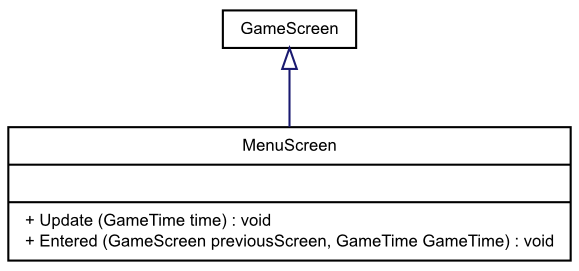 GameScreen
MenuScreen
+ Update (GameTime time) : void
+ Entered (GameScreen previousScreen, GameTime GameTime) : void